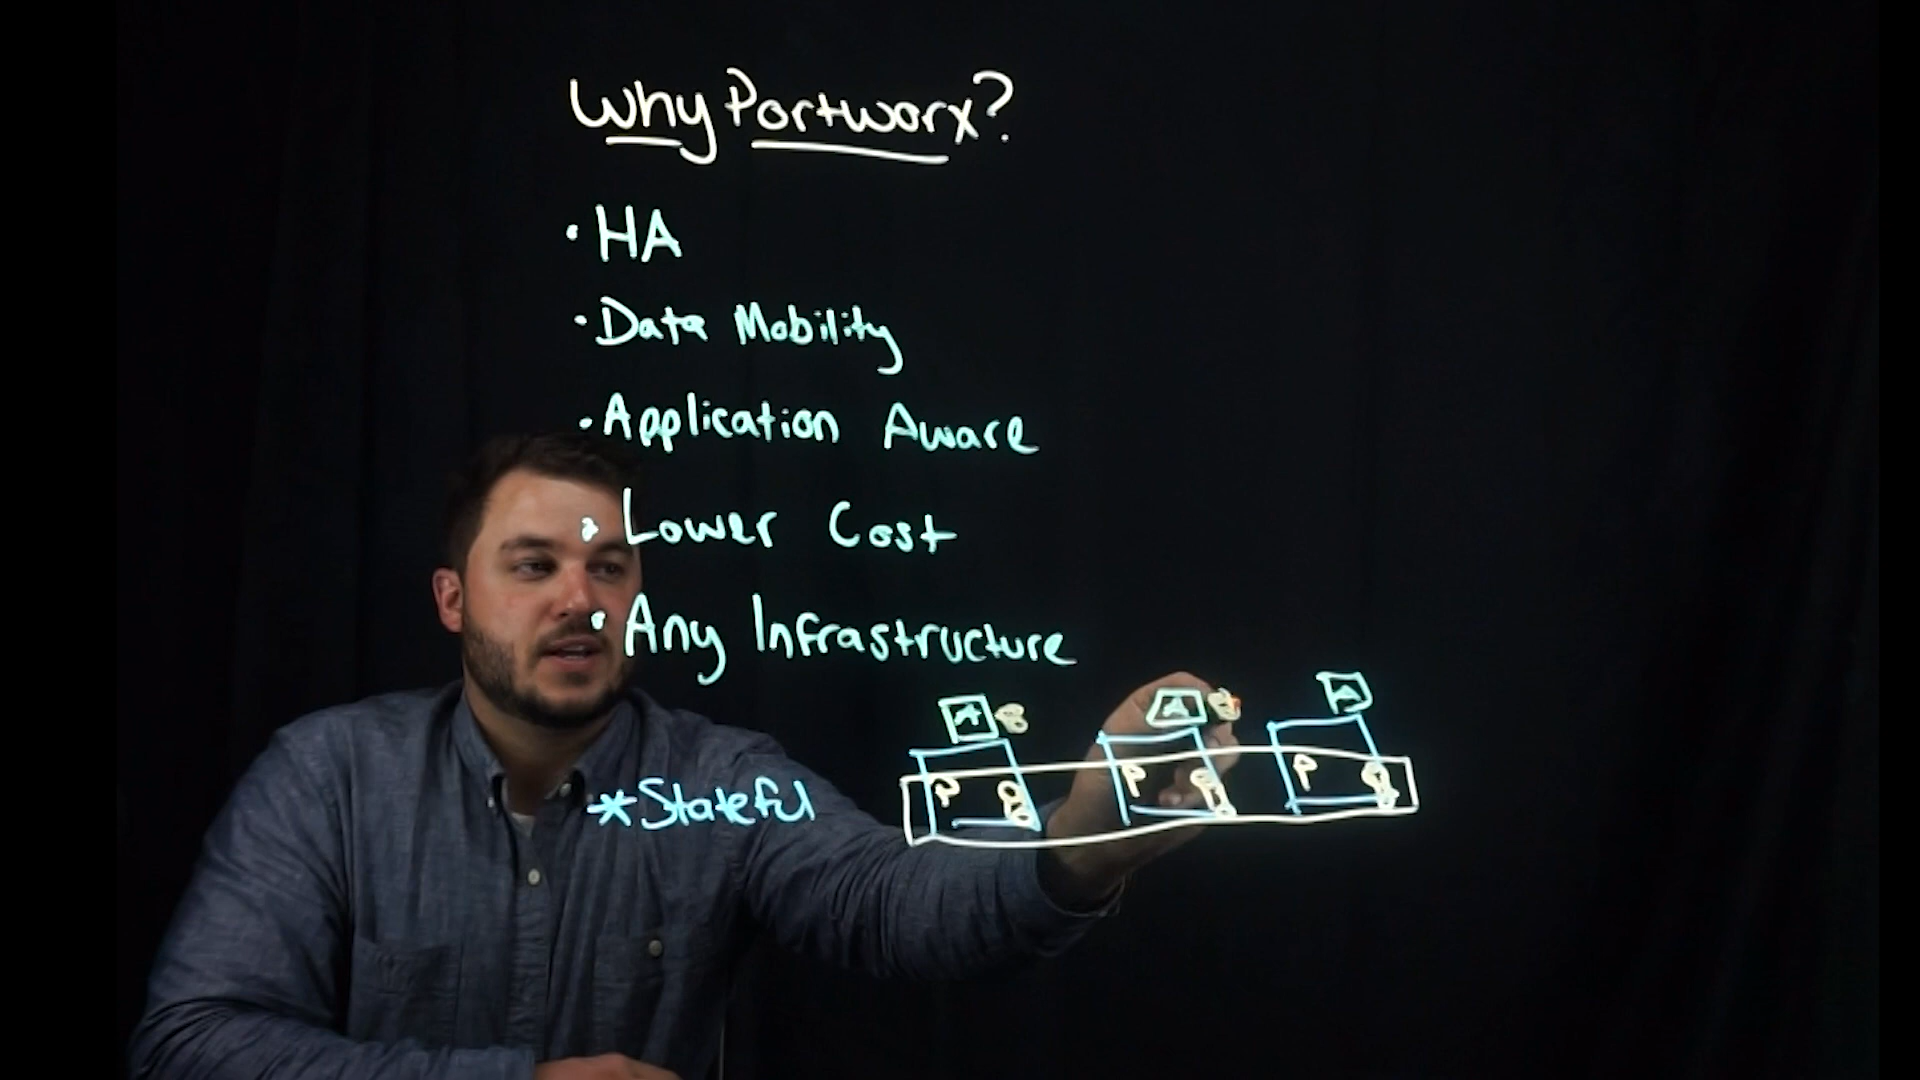 Why Portworx?
• HA
• Data Mobility
• Application Aware
• Lower Cost
• Any Infrastructure
A A A
*Stateful
P P P